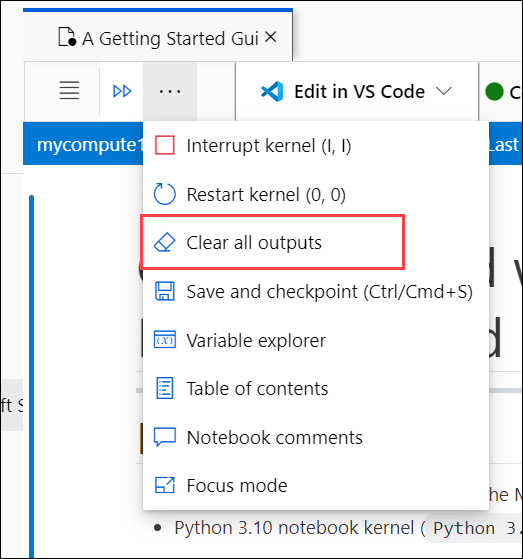 A Getting Started Gui
...
Edit in VS Code
C
mycompute1
Last
Interrupt kernel (I, I)
Restart kernel (0, 0)
Clear all outputs
Save and checkpoint (Ctrl/Cmd+S)
Variable explorer
Table of contents
ft S
Notebook comments
Focus mode
he M
• Python 3.10 notebook kernel (Python 3.